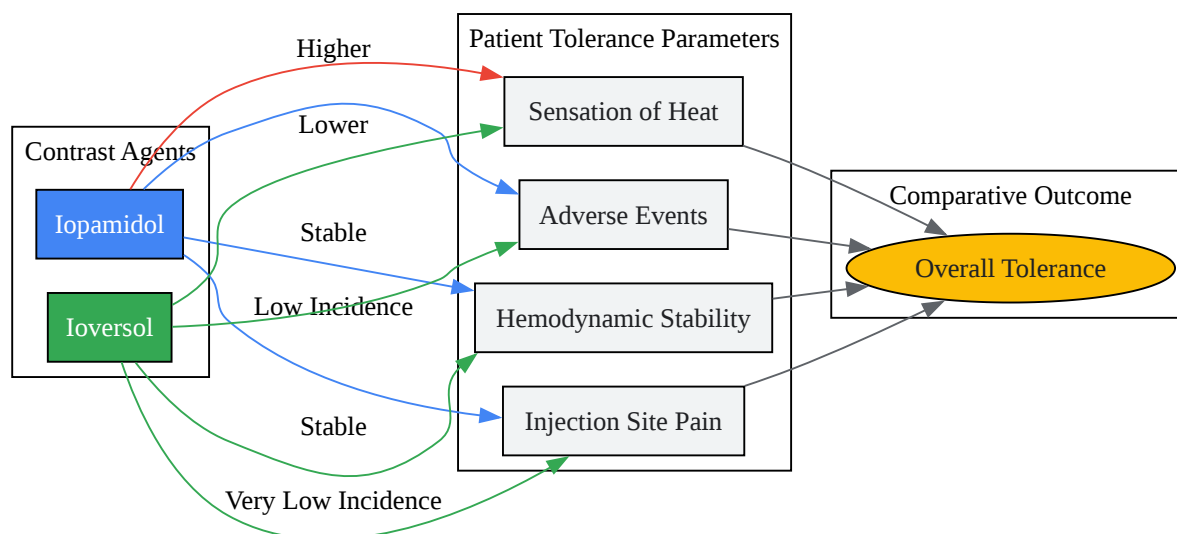 Contrast Agents
Iopamidol
Ioversol
Higher
Lower
Stable
Low Incidence
Stable
Very Low Incidence
Patient Tolerance Parameters
Sensation of Heat
Adverse Events
Hemodynamic Stability
Injection Site Pain
Comparative Outcome
Overall Tolerance